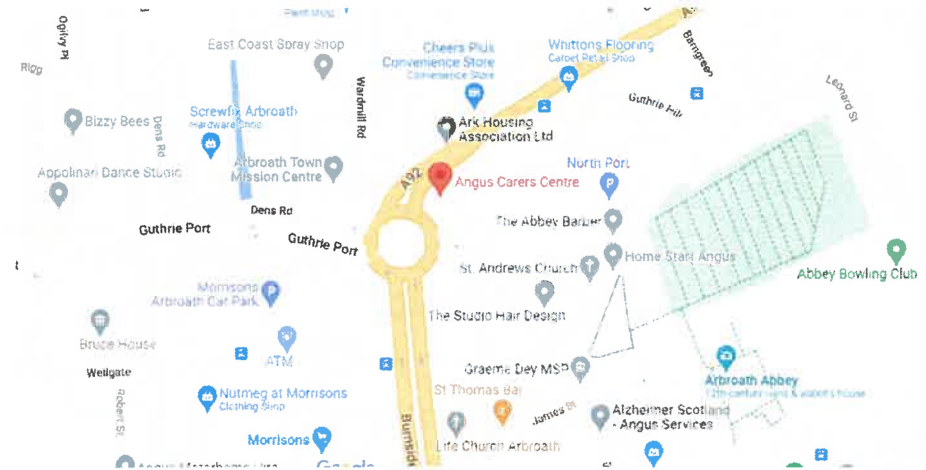 Ogilvy Pl
East Coast Spray Shop
Cheers Plus
Convenience Store
Convenience Store
Whittons Flooring
Carpet Retail Shop
Barngreen
Rigg
Wardmill Rd
Leonard St
Guthrie Hill
Bizzy Bees
Dens Rd
Screwfix Arbroath
Hardware Shop
Ark Housing
Association Ltd
Arbroath Town
Mission Centre
North Port
Appolinari Dance Studio
A92
Angus Carers Centre
Dens Rd
Guthrie Port
Guthrie Port
The Abbey Barber
St. Andrews Church
Home Start Angus
Abbey Bowling Club
Morrisons
Arbroath Car Park
The Studio Hair Design
Bruce House
ATM
Wellgate
Graeme Dey MSP
Arbroath Abbey
Robert St
Nutmeg at Morrisons
Clothing Shop
St Thomas Bar
James St
Alzheimer Scotland
- Angus Services
Burnside
Morrisons
Life Church Arbroath
Google